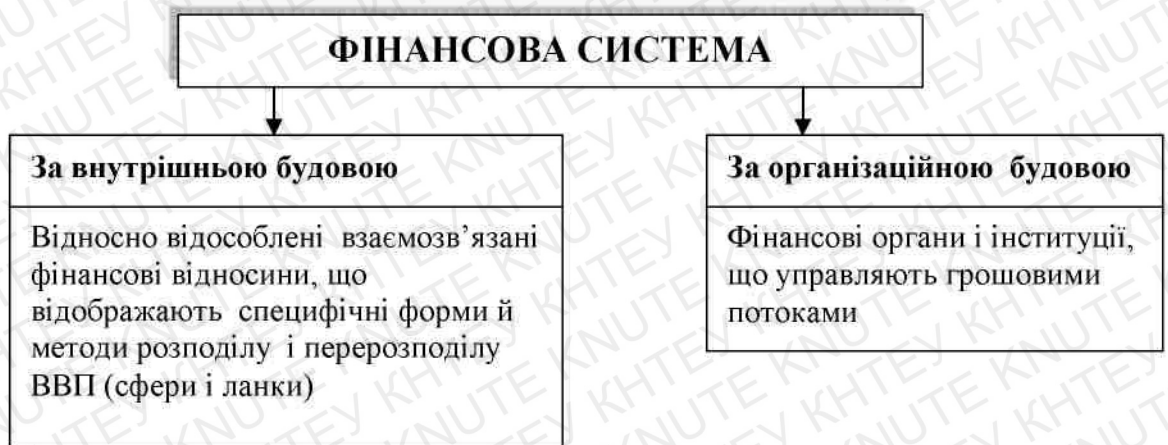 ФІНАНСОВА СИСТЕМА
За внутрішньою будовою
Відносно відособлені взаємозв’язані
фінансові відносини, що
відображають специфічні форми й
методи розподілу і перерозподілу
ВВП (сфери і ланки)
За організаційною будовою
Фінансові органи і інституції,
що управляють грошовими
потоками